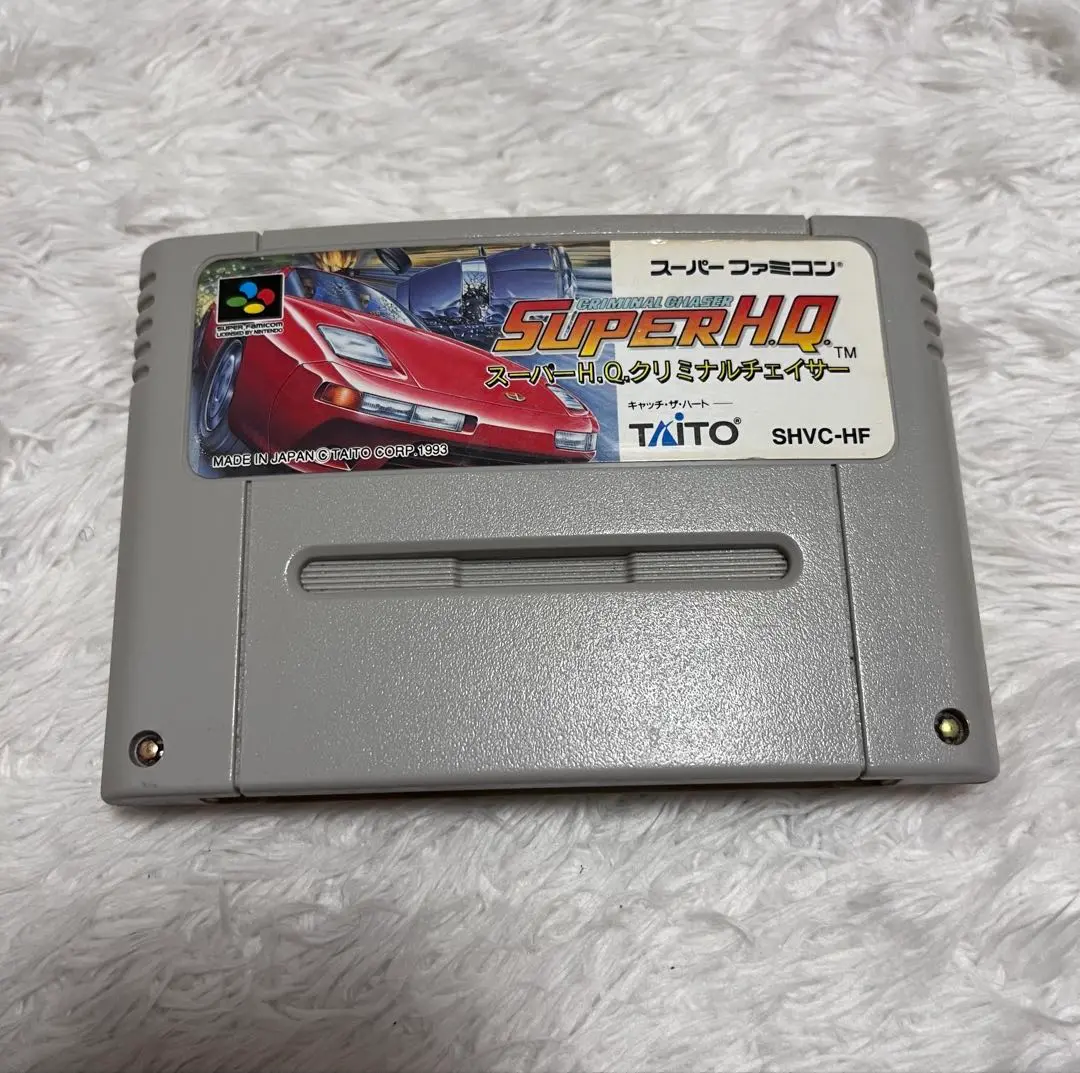 SUPER Famicom
LICENSED BY NINTENDO
スーパーファミコン®
CRIMINAL CHASER
SUPER H.Q.™
スーパーH.Q.クリミナルチェイサー
キャッチ・ザ・ハート
TAITO®
SHVC-HF
MADE IN JAPAN © TAITO CORP.1993